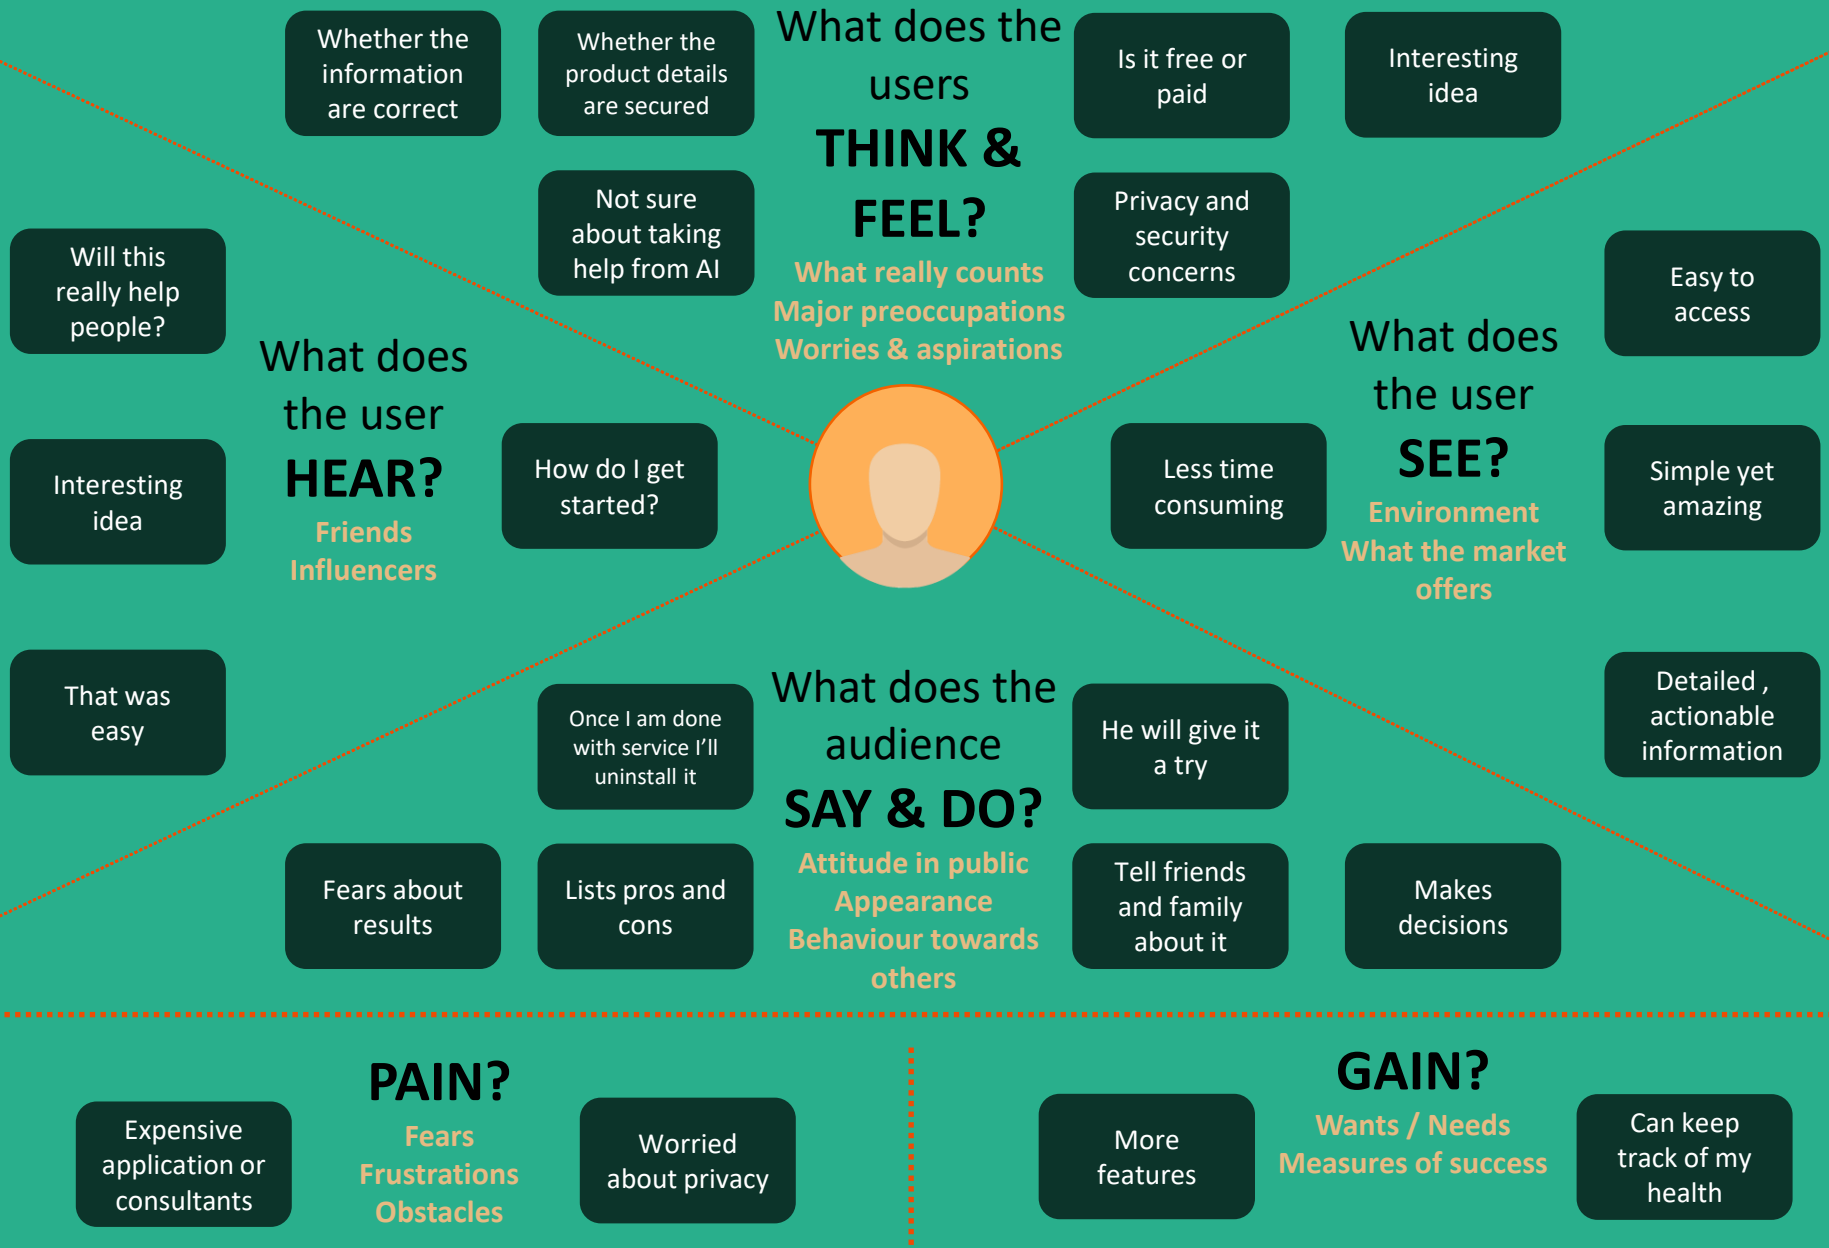 Whether the
information
are correct
Whether the
product details
are secured
What does the
users
THINK &
FEEL?
What really counts
Major preoccupations
Worries & aspirations
Is it free or
paid
Interesting
idea
Not sure
about taking
help from AI
Privacy and
security
concerns
Will this
really help
people?
What does
the user
HEAR?
Friends
Influencers
How do I get
started?
Interesting
idea
That was
easy
Less time
consuming
What does
the user
SEE?
Environment
What the market
offers
Easy to
access
Simple yet
amazing
Detailed ,
actionable
information
Once I am done
with service I’ll
uninstall it
What does the
audience
SAY & DO?
Attitude in public
Appearance
Behaviour towards
others
He will give it
a try
Fears about
results
Lists pros and
cons
Tell friends
and family
about it
Makes
decisions
PAIN?
Fears
Frustrations
Obstacles
Expensive
application or
consultants
Worried
about privacy
GAIN?
Wants / Needs
Measures of success
More
features
Can keep
track of my
health